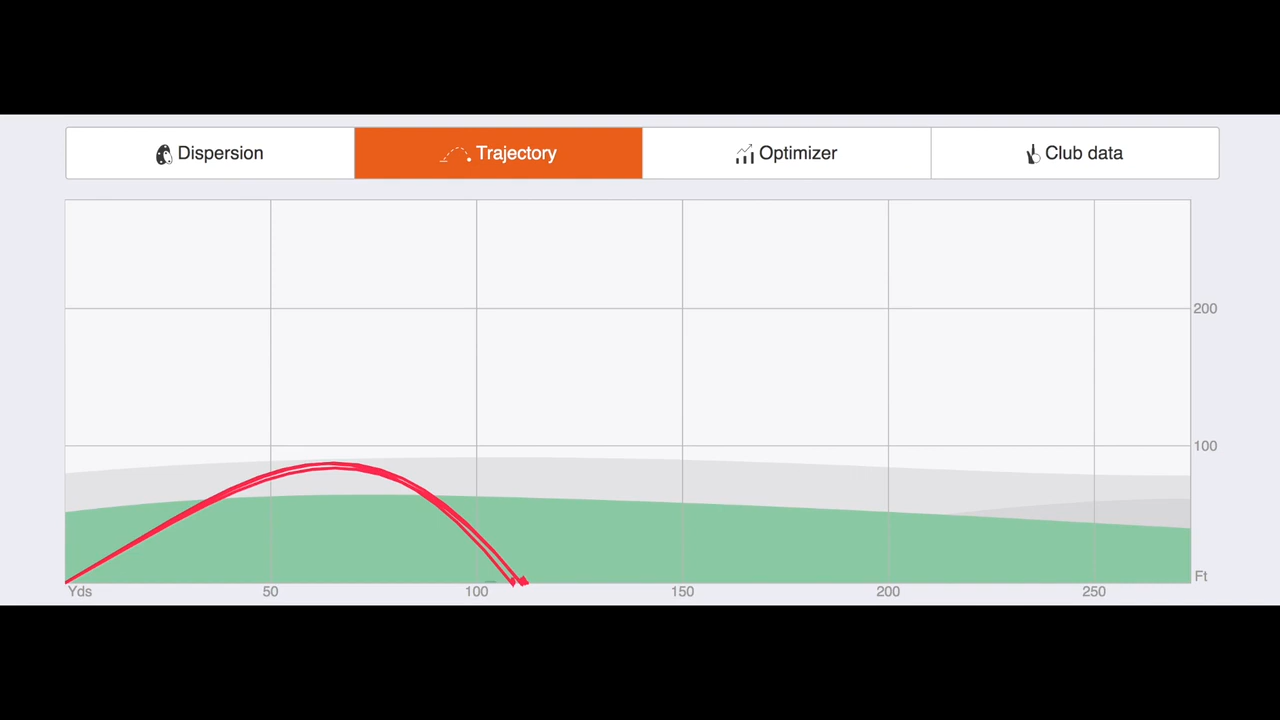 Dispersion Trajectory Optimizer Club data
200
100
Ft
Yds 50 100 150 200 250